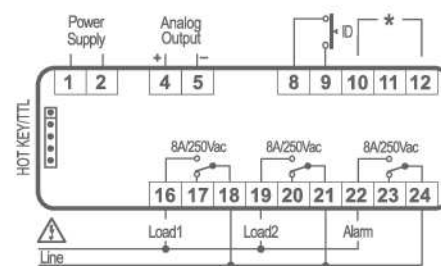 Power Supply
Analog Output
+ -
ID
*
1 2 4 5 8 9 10 11 12
HOT KEY/TTL
8A/250Vac 8A/250Vac 8A/250Vac
16 17 18 19 20 21 22 23 24
Load1 Load2 Alarm
Line